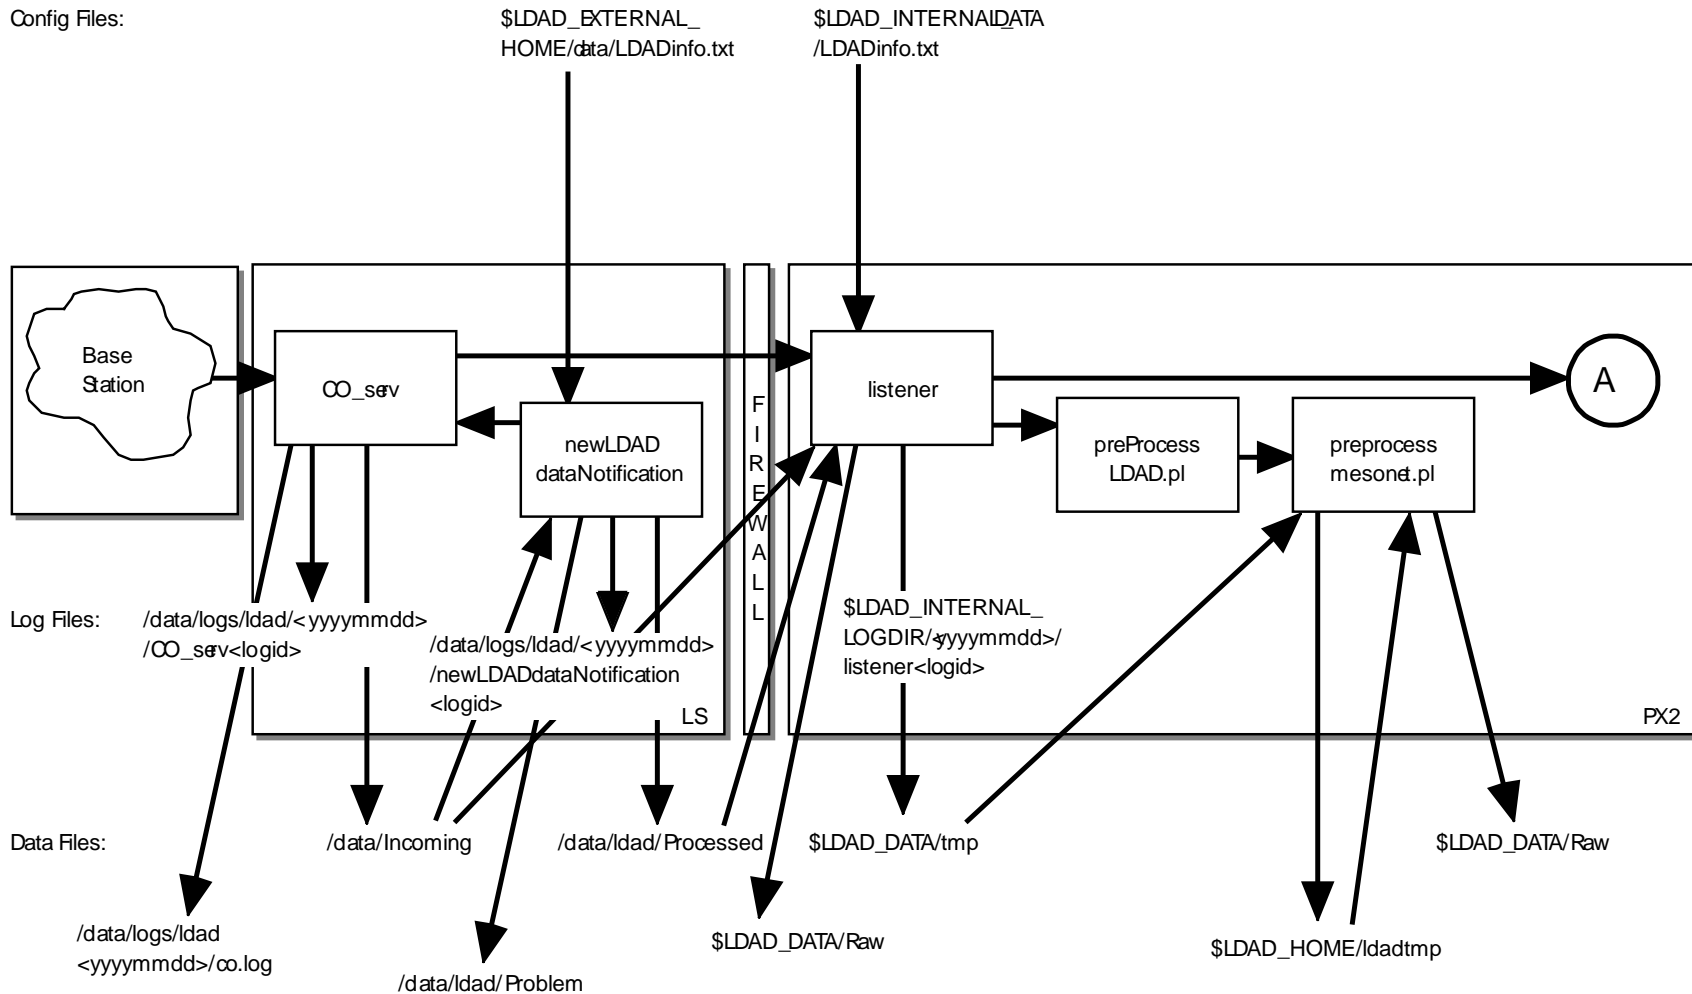 Config Files:
$LDAD_EXTERNAL_
HOME/data/LDADinfo.txt
$LDAD_INTERNAL_DATA
/LDADinfo.txt
Base
Station
CO_serv
newLDAD
dataNotification
FIREWALL
listener
preProcess
LDAD.pl
preprocess
mesonet.pl
A
Log Files:
/data/logs/ldad/<yyyymmdd>
/CO_serv<logid>
/data/logs/ldad/<yyyymmdd>
/newLDADdataNotification
<logid>
$LDAD_INTERNAL_
LOGDIR/<yyyymmdd>/
listener<logid>
LS
PX2
Data Files:
/data/Incoming
/data/ldad/Processed
$LDAD_DATA/tmp
$LDAD_DATA/Raw
/data/logs/ldad
<yyyymmdd>/co.log
/data/ldad/Problem
$LDAD_DATA/Raw
$LDAD_HOME/ldadtmp